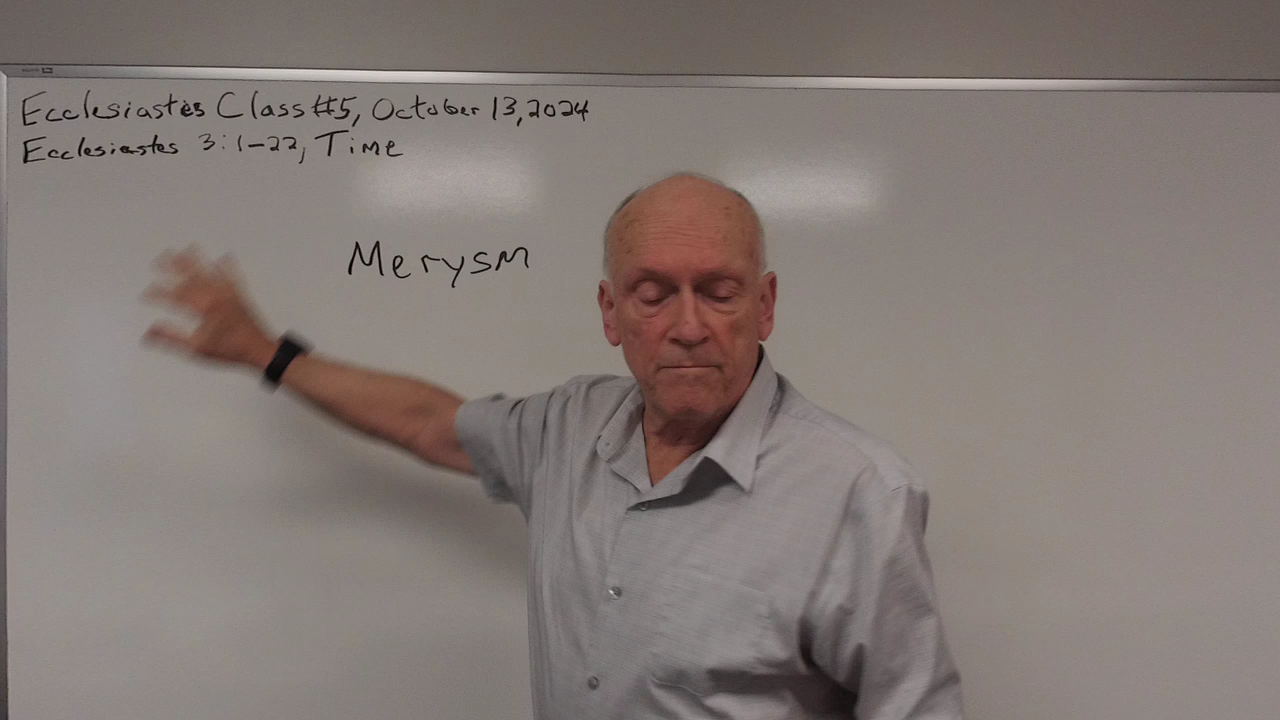 Ecclesiastes Class #5, October 13, 2024
Ecclesiastes 3:1-22, Time
Merysm